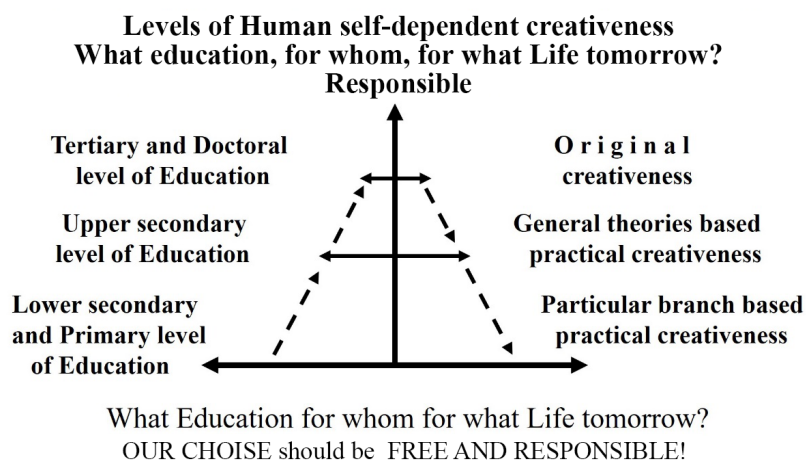 Levels of Human self-dependent creativeness
What education, for whom, for what Life tomorrow?
Responsible
Tertiary and Doctoral
level of Education
O r i g i n a l
creativeness
Upper secondary
level of Education
General theories based
practical creativeness
Lower secondary
and Primary level
of Education
Particular branch based
practical creativeness
What Education for whom for what Life tomorrow?
OUR CHOISE should be FREE AND RESPONSIBLE!